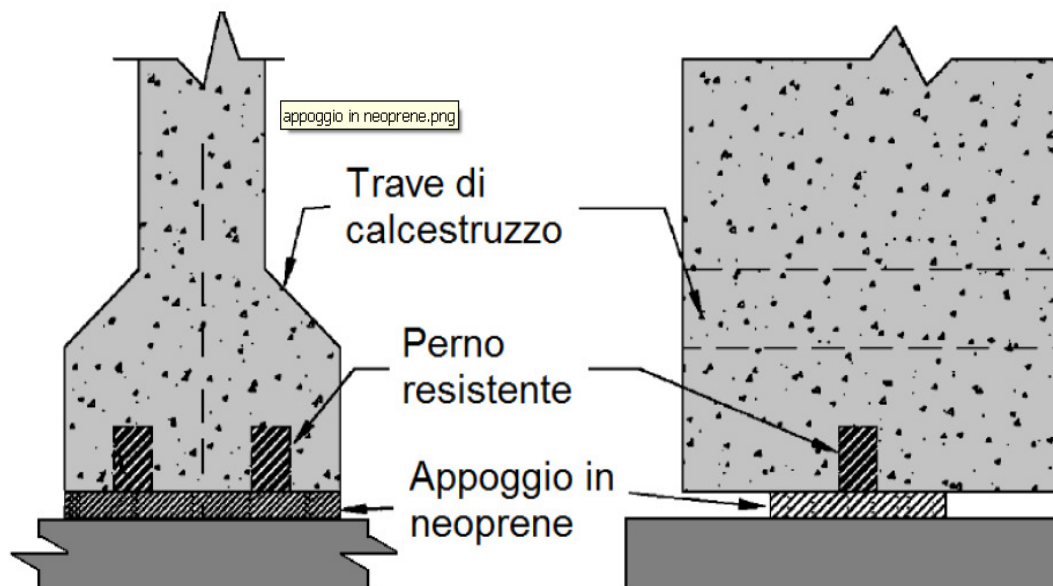 appoggio in neoprene.png
Trave di
calcestruzzo
Perno
resistente
Appoggio in
neoprene